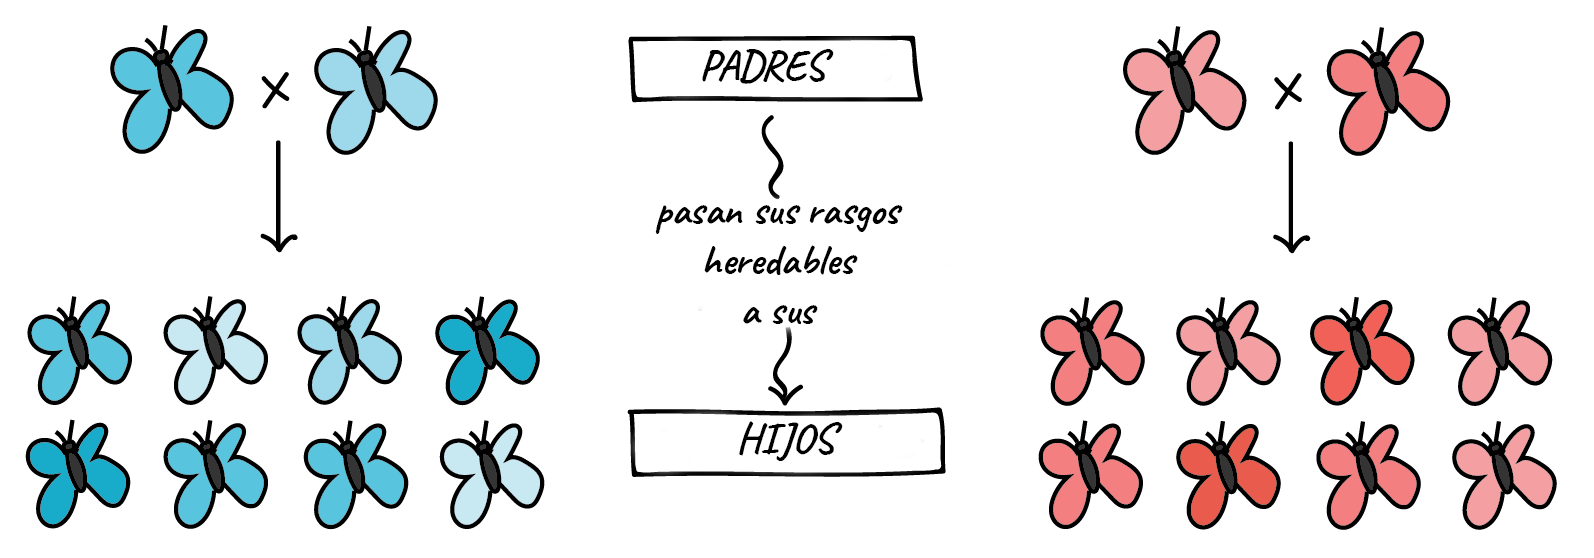 PADRES
pasan sus rasgos
heredables
a sus
HIJOS